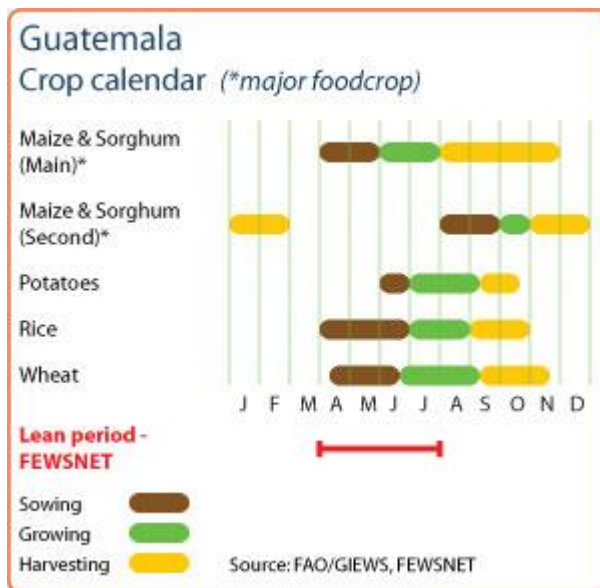 Guatemala
Crop calendar (*major foodcrop)
Maize & Sorghum
(Main)*
Maize & Sorghum
(Second)*
Potatoes
Rice
Wheat
J F M A M J J A S O N D
Lean period -
FEWSNET
Sowing
Growing
Harvesting
Source: FAO/GIEWS, FEWSNET